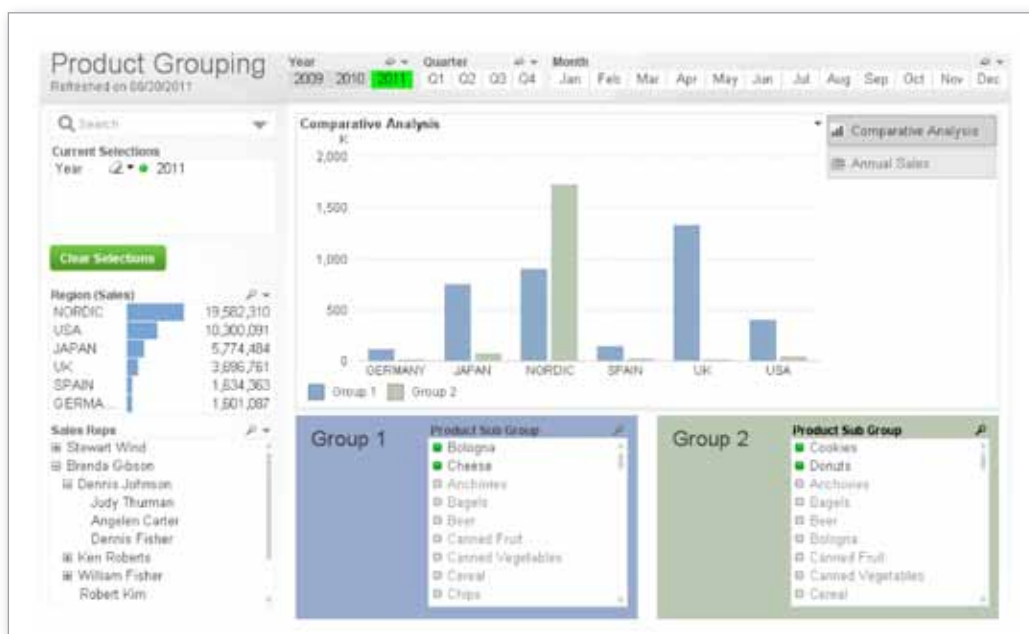 Product Grouping
Refreshed on 08/30/2011
Year
2009 2010 2011
Quarter
Q1 Q2 Q3 Q4
Month
Jan Feb Mar Apr May Jun Jul Aug Sep Oct Nov Dec
Search
Current Selections
Year 2011
Clear Selections
Region (Sales)
NORDIC 19,582,310
USA 10,300,091
JAPAN 5,774,484
UK 3,696,761
SPAIN 1,634,363
GERMA... 1,601,087
Sales Reps
Stewart Wind
Brenda Gibson
Dennis Johnson
Judy Thurman
Angelen Carter
Dennis Fisher
Ken Roberts
William Fisher
Robert Kim
Comparative Analysis
K
2,000
1,500
1,000
500
0
GERMANY JAPAN NORDIC SPAIN UK USA
Group 1 Group 2
Comparative Analysis
Annual Sales
Group 1
Product Sub Group
Bologna
Cheese
Anchovies
Bagels
Beer
Canned Fruit
Canned Vegetables
Cereal
Chips
Group 2
Product Sub Group
Cookies
Donuts
Anchovies
Bagels
Beer
Bologna
Canned Fruit
Canned Vegetables
Cereal